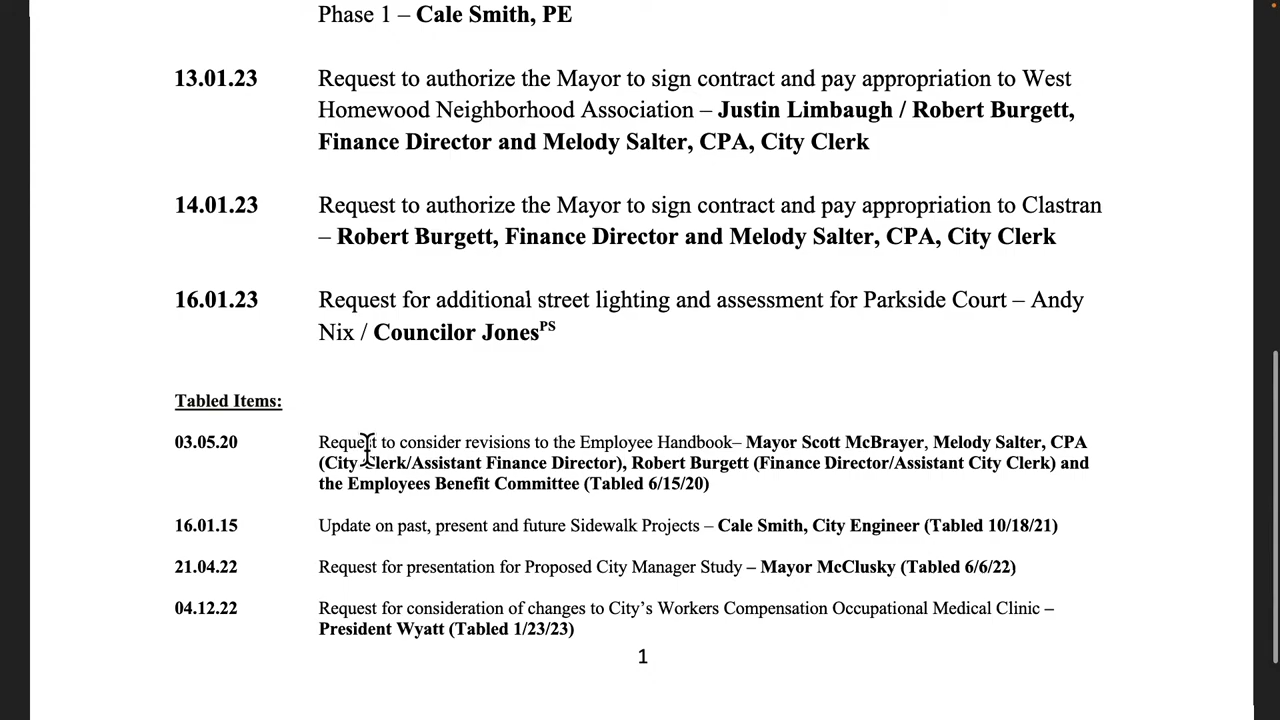 Phase 1 – Cale Smith, PE
13.01.23 Request to authorize the Mayor to sign contract and pay appropriation to West
Homewood Neighborhood Association – Justin Limbaugh / Robert Burgett,
Finance Director and Melody Salter, CPA, City Clerk
14.01.23 Request to authorize the Mayor to sign contract and pay appropriation to Clastran
– Robert Burgett, Finance Director and Melody Salter, CPA, City Clerk
16.01.23 Request for additional street lighting and assessment for Parkside Court – Andy
Nix / Councilor JonesPS
Tabled Items:
03.05.20 Request to consider revisions to the Employee Handbook– Mayor Scott McBrayer, Melody Salter, CPA
(City Clerk/Assistant Finance Director), Robert Burgett (Finance Director/Assistant City Clerk) and
the Employees Benefit Committee (Tabled 6/15/20)
16.01.15 Update on past, present and future Sidewalk Projects – Cale Smith, City Engineer (Tabled 10/18/21)
21.04.22 Request for presentation for Proposed City Manager Study – Mayor McClusky (Tabled 6/6/22)
04.12.22 Request for consideration of changes to City’s Workers Compensation Occupational Medical Clinic –
President Wyatt (Tabled 1/23/23)
1